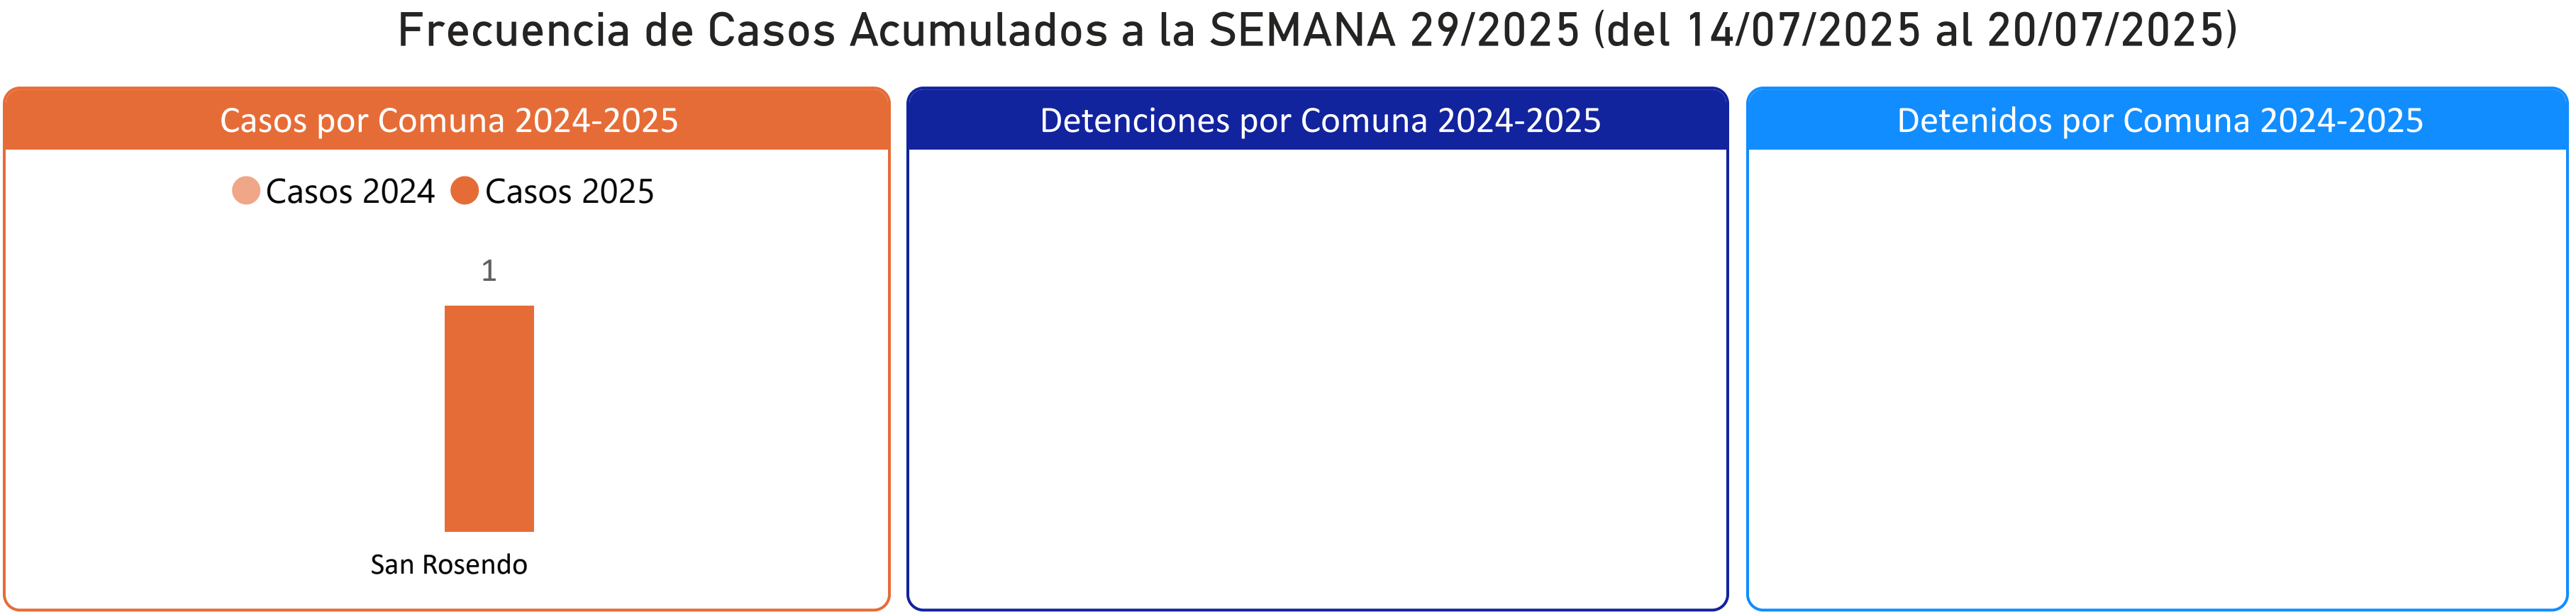 Frecuencia de Casos Acumulados a la SEMANA 29/2025 (del 14/07/2025 al 20/07/2025)
Casos por Comuna 2024-2025
Casos 2024 Casos 2025
1
San Rosendo
Detenciones por Comuna 2024-2025
Detenidos por Comuna 2024-2025